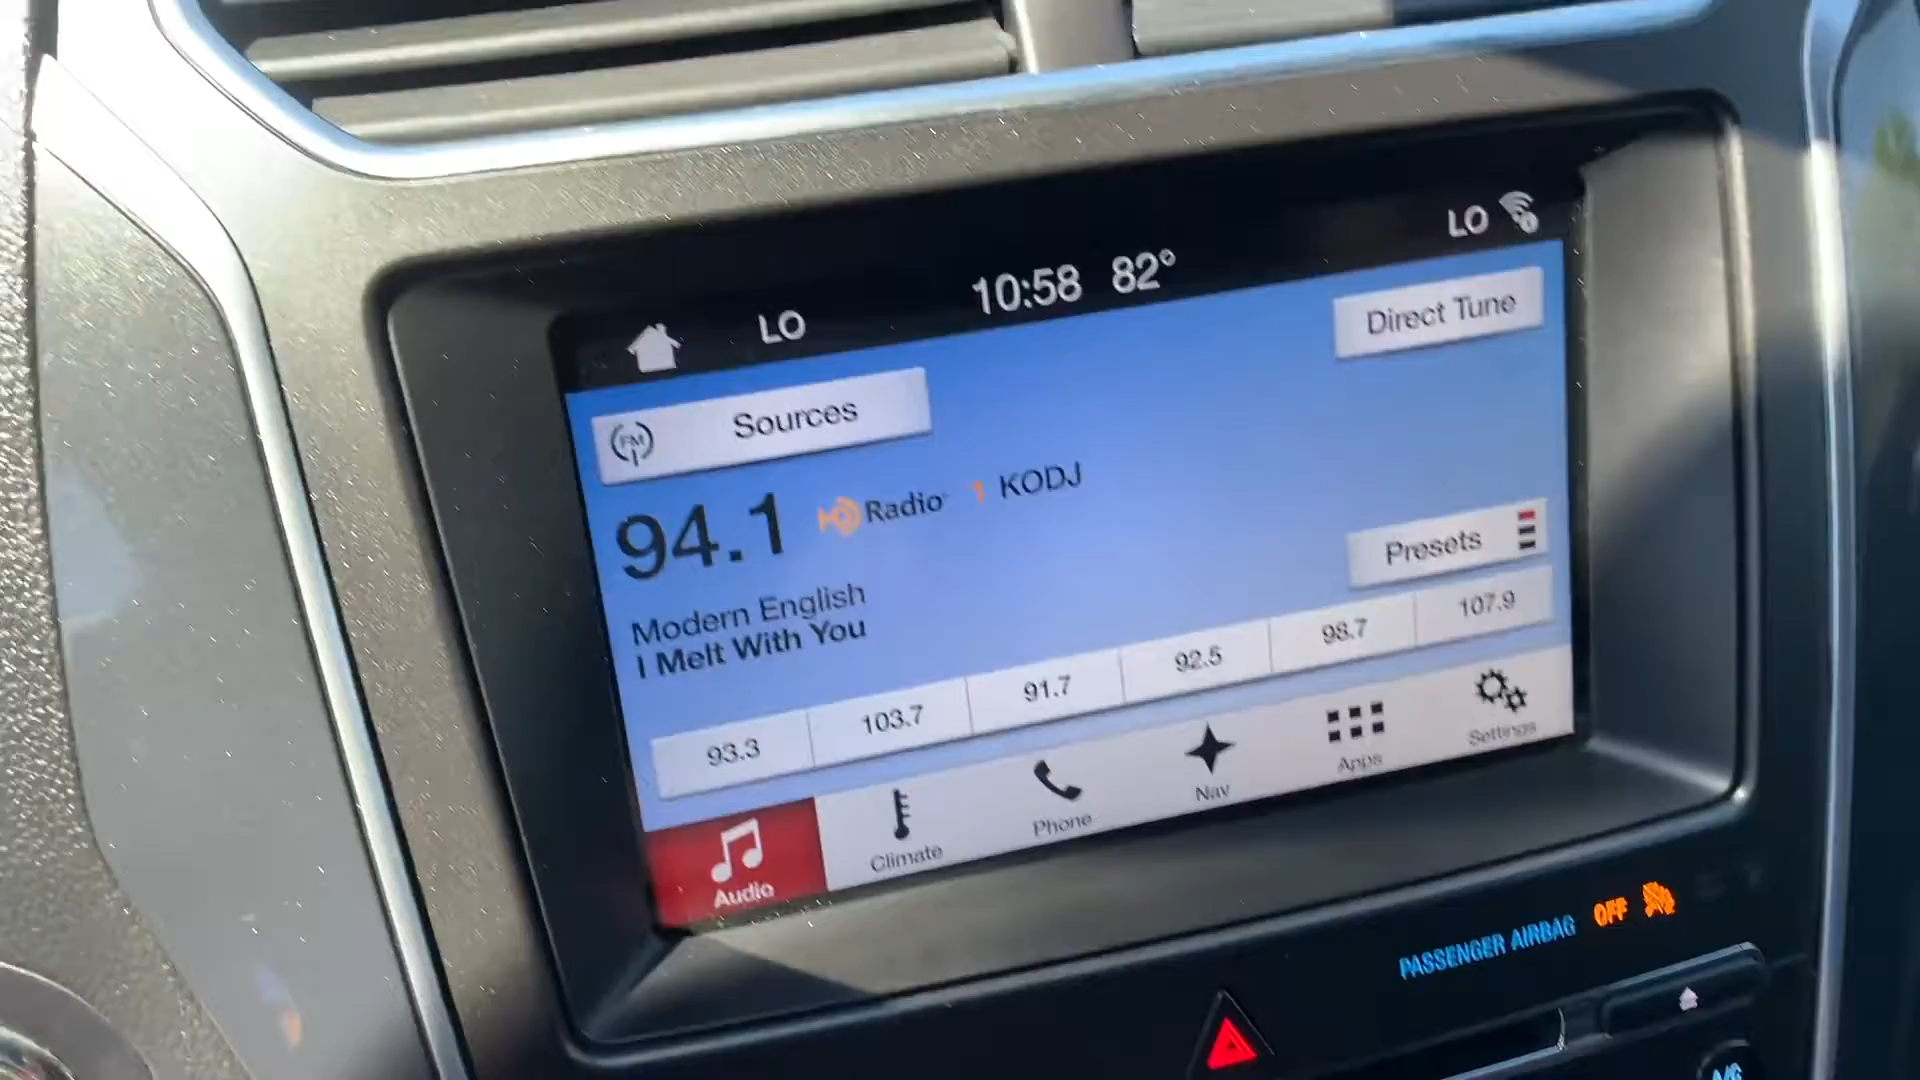 LO 10:58 82° LO
Direct Tune
FM Sources
94.1 HD Radio 1 KODJ
Presets
Modern English
I Melt With You
93.3 103.7 91.7 92.5 98.7 107.9
Audio Climate Phone Nav Apps Settings
PASSENGER AIRBAG OFF
A/C